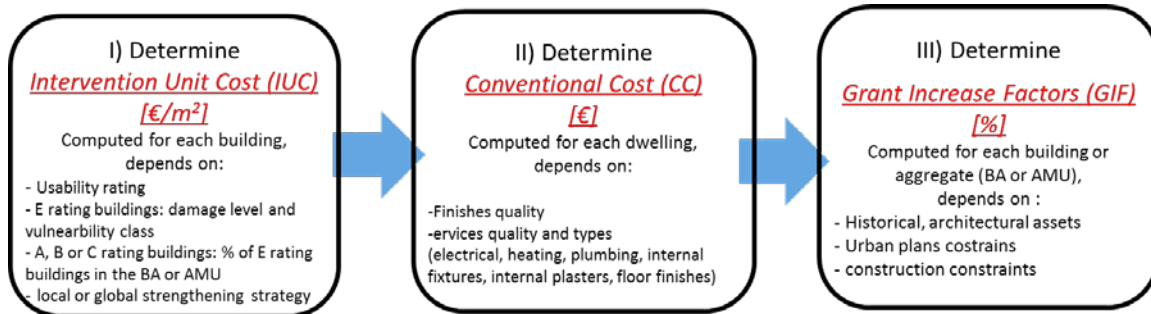 I) Determine
Intervention Unit Cost (IUC)
[€/m²]
Computed for each building,
depends on:
- Usability rating
- E rating buildings: damage level and
vulnearbility class
- A, B or C rating buildings: % of E rating
buildings in the BA or AMU
- local or global strengthening strategy
II) Determine
Conventional Cost (CC)
[€]
Computed for each dwelling,
depends on:
-Finishes quality
-ervices quality and types
(electrical, heating, plumbing, internal
fixtures, internal plasters, floor finishes)
III) Determine
Grant Increase Factors (GIF)
[%]
Computed for each building or
aggregate (BA or AMU),
depends on :
- Historical, architectural assets
- Urban plans costrains
- construction constraints